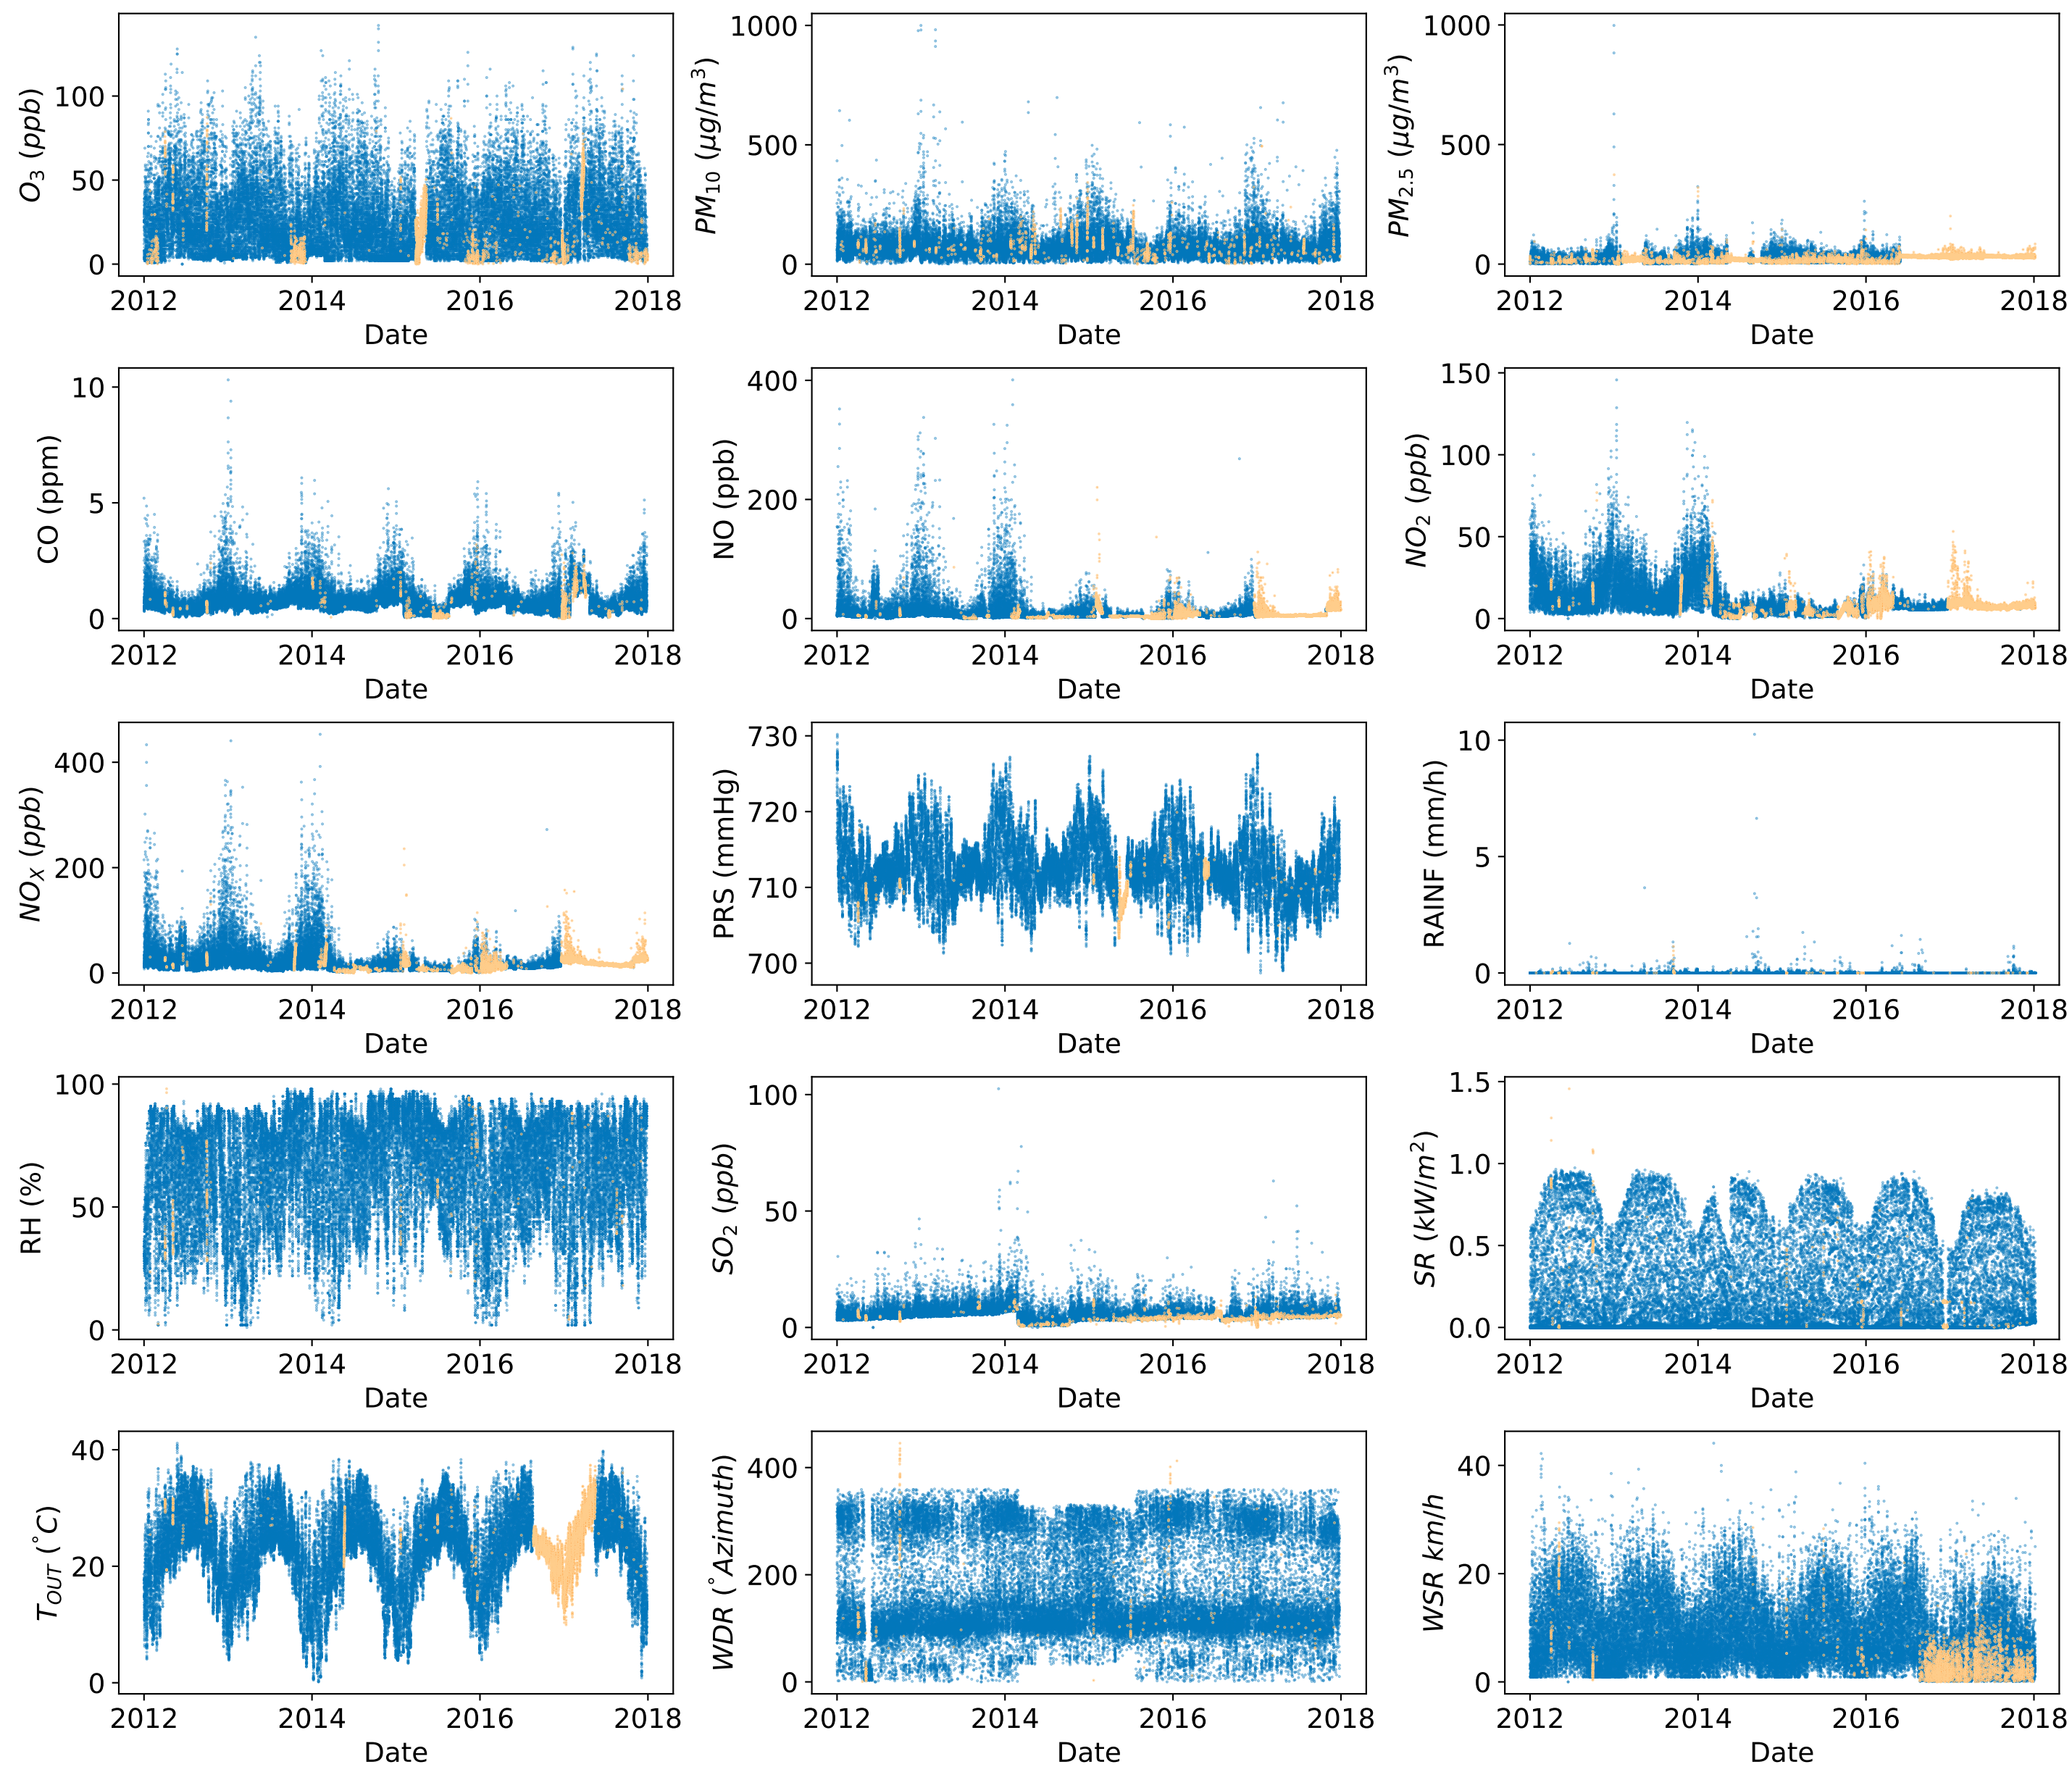 O₃ (ppb)
100
50
0
2012 2014 2016 2018
Date
PM₁₀ (μg/m³)
1000
500
0
2012 2014 2016 2018
Date
PM₂.₅ (μg/m³)
1000
500
0
2012 2014 2016 2018
Date
CO (ppm)
10
5
0
2012 2014 2016 2018
Date
NO (ppb)
400
200
0
2012 2014 2016 2018
Date
NO₂ (ppb)
150
100
50
0
2012 2014 2016 2018
Date
NOₓ (ppb)
400
200
0
2012 2014 2016 2018
Date
PRS (mmHg)
730
720
710
700
2012 2014 2016 2018
Date
RAINF (mm/h)
10
5
0
2012 2014 2016 2018
Date
RH (%)
100
50
0
2012 2014 2016 2018
Date
SO₂ (ppb)
100
50
0
2012 2014 2016 2018
Date
SR (kW/m²)
1.5
1.0
0.5
0.0
2012 2014 2016 2018
Date
T_OUT (°C)
40
20
0
2012 2014 2016 2018
Date
WDR (°Azimuth)
400
200
0
2012 2014 2016 2018
Date
WSR km/h
40
20
0
2012 2014 2016 2018
Date